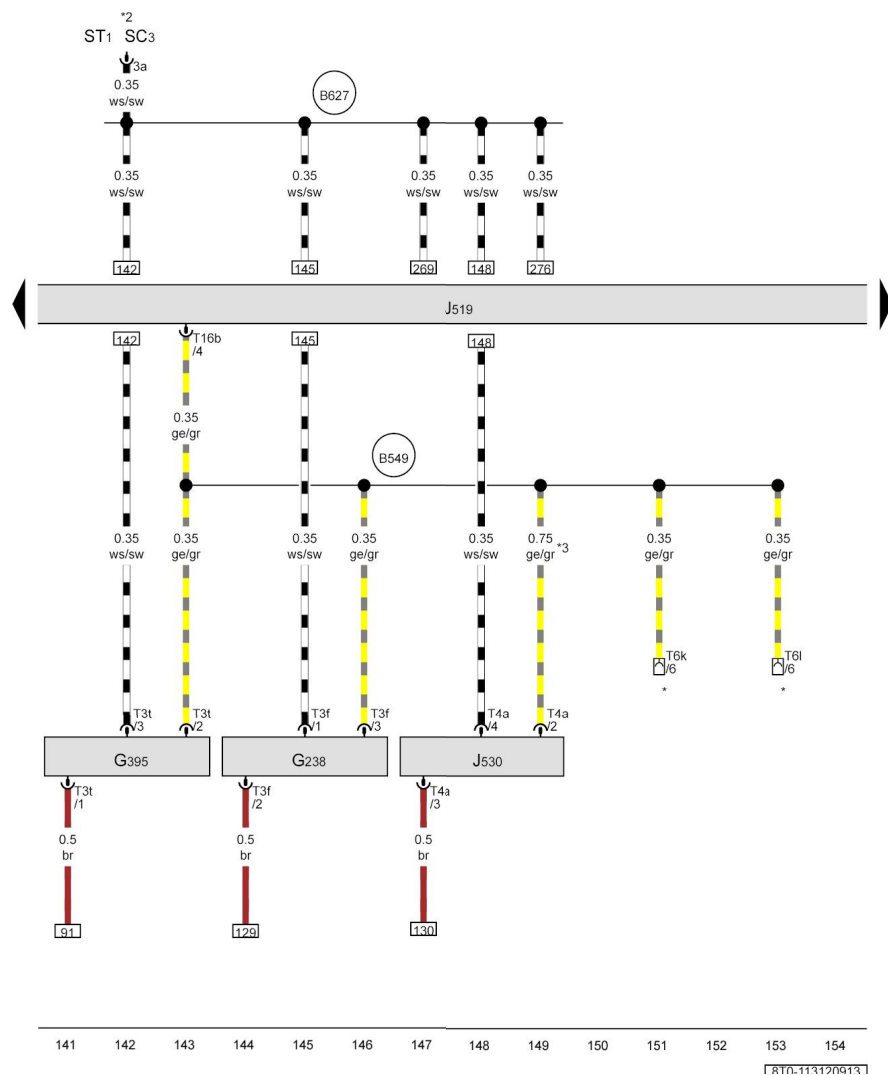 *2
ST1 SC3
3a
0.35
ws/sw
B627
0.35 0.35 0.35 0.35 0.35
ws/sw ws/sw ws/sw ws/sw ws/sw
142 145 269 148 276
J519
142 145 148
T16b
/4
0.35
ge/gr
B549
0.35 0.35 0.35 0.35 0.35 0.75 0.35 0.35
ws/sw ge/gr ws/sw ge/gr ws/sw ge/gr *3 ge/gr ge/gr
T6k T6l
/6 /6
* *
T3t T3t T3f T3f T4a T4a
/3 /2 /1 /3 /4 /2
G395 G238 J530
T3t T3f T4a
/1 /2 /3
0.5 0.5 0.5
br br br
91 129 130
141 142 143 144 145 146 147 148 149 150 151 152 153 154
8T0-113120913